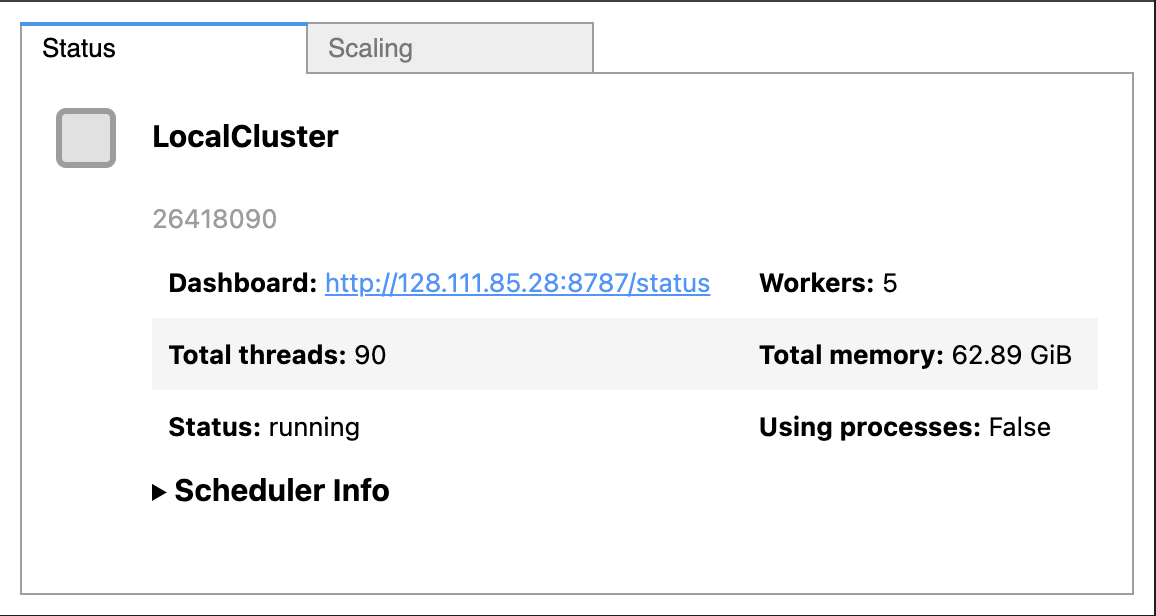 Status Scaling
LocalCluster
26418090
Dashboard: http://128.111.85.28:8787/status Workers: 5
Total threads: 90 Total memory: 62.89 GiB
Status: running Using processes: False
▶ Scheduler Info